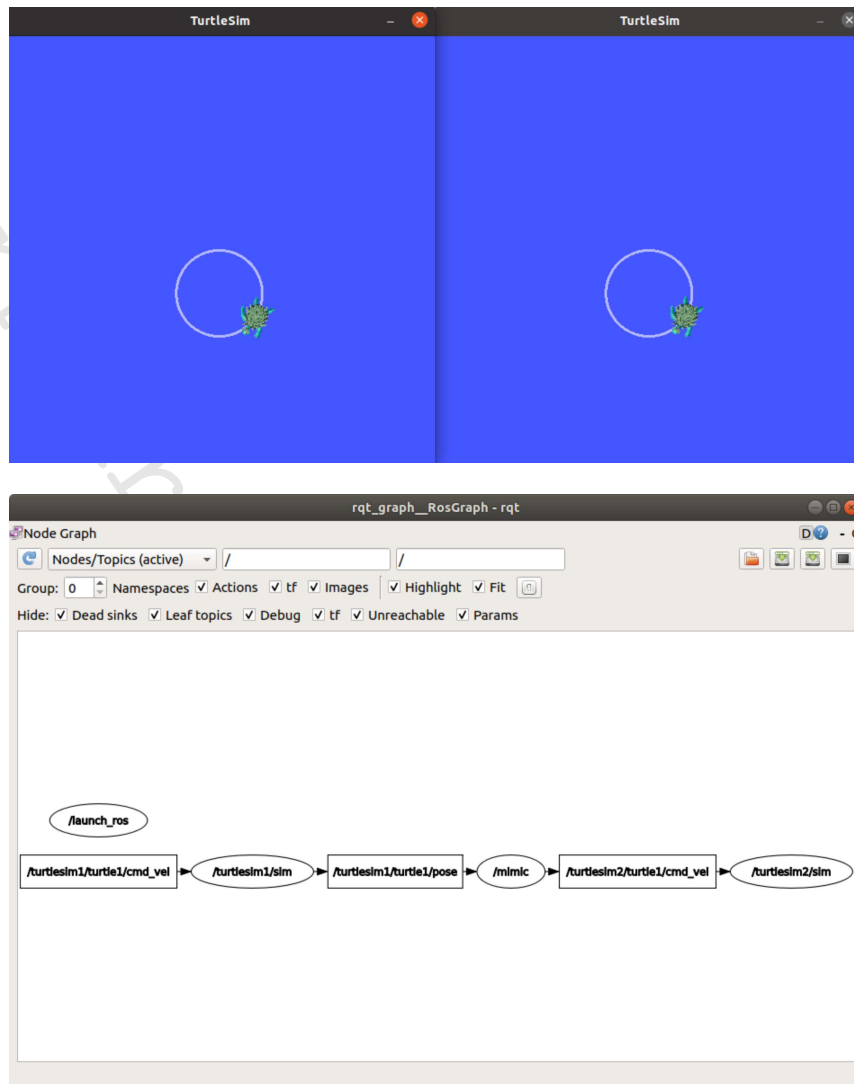 TurtleSim
TurtleSim
rqt_graph__RosGraph - rqt
Node Graph
D
Nodes/Topics (active) / /
Group: 0 Namespaces Actions tf Images Highlight Fit
Hide: Dead sinks Leaf topics Debug tf Unreachable Params
/launch_ros
/turtlesim1/turtle1/cmd_vel /turtlesim1/sim /turtlesim1/turtle1/pose /mimic /turtlesim2/turtle1/cmd_vel /turtlesim2/sim